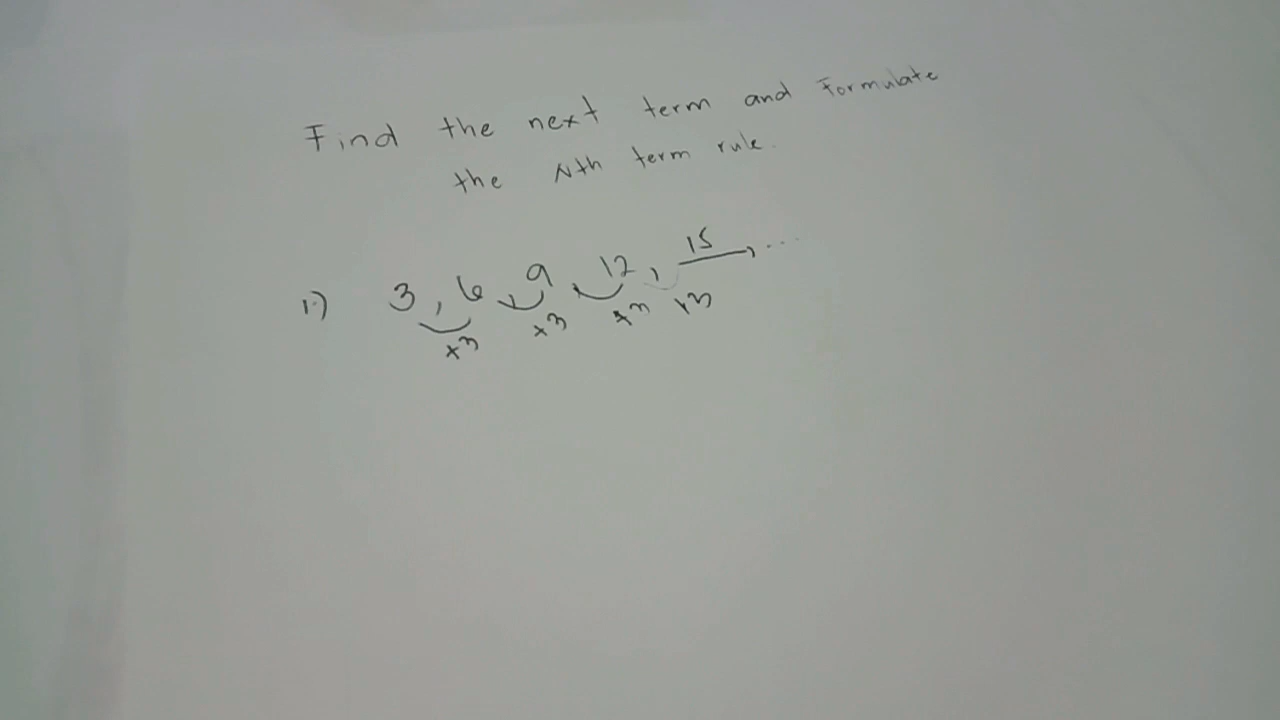 Find the next term and Formulate
the Nth term rule.
1.) 3, 6, 9, 12, 15, ...
+3 +3 +3 +3